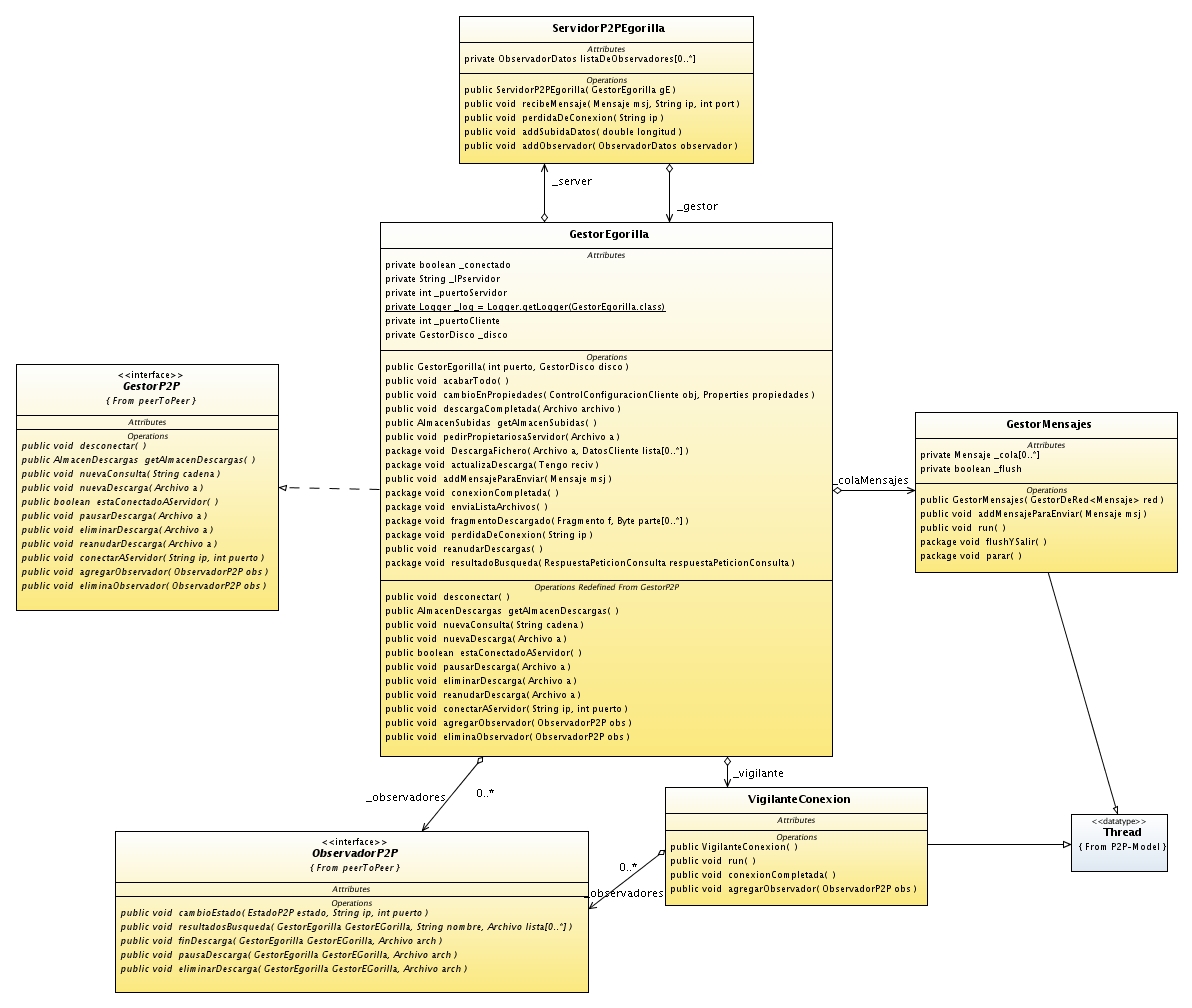 ServidorP2PEgorilla
Attributes
private ObservadorDatos listaDeObservadores[0..*]
Operations
public ServidorP2PEgorilla( GestorEgorilla gE )
public void recibeMensaje( Mensaje msj, String ip, int port )
public void perdidaDeConexion( String ip )
public void addSubidaDatos( double longitud )
public void addObservador( ObservadorDatos observador )
_server
_gestor
GestorEgorilla
Attributes
private boolean _conectado
private String _IPservidor
private int _puertoServidor
private Logger _log = Logger.getLogger(GestorEgorilla.class)
private int _puertoCliente
private GestorDisco _disco
Operations
public GestorEgorilla( int puerto, GestorDisco disco )
public void acabarTodo( )
public void cambioEnPropiedades( ControlConfiguracionCliente obj, Properties propiedades )
public void descargaCompletada( Archivo archivo )
public AlmacenSubidas getAlmacenSubidas( )
public void pedirPropietariosaServidor( Archivo a )
package void DescargaFichero( Archivo a, DatosCliente lista[0..*] )
package void actualizaDescarga( Tengo reciv )
public void addMensajeParaEnviar( Mensaje msj )
package void conexionCompletada( )
package void enviaListaArchivos( )
package void fragmentoDescargado( Fragmento f, Byte parte[0..*] )
package void perdidaDeConexion( String ip )
public void reanudarDescargas( )
package void resultadoBusqueda( RespuestaPeticionConsulta respuestaPeticionConsulta )
Operations Redefined From GestorP2P
public void desconectar( )
public AlmacenDescargas getAlmacenDescargas( )
public void nuevaConsulta( String cadena )
public void nuevaDescarga( Archivo a )
public boolean estaConectadoAServidor( )
public void pausarDescarga( Archivo a )
public void eliminarDescarga( Archivo a )
public void reanudarDescarga( Archivo a )
public void conectarAServidor( String ip, int puerto )
public void agregarObservador( ObservadorP2P obs )
public void eliminaObservador( ObservadorP2P obs )
<<interface>>
GestorP2P
{ From peerToPeer }
Attributes
Operations
public void desconectar( )
public AlmacenDescargas getAlmacenDescargas( )
public void nuevaConsulta( String cadena )
public void nuevaDescarga( Archivo a )
public boolean estaConectadoAServidor( )
public void pausarDescarga( Archivo a )
public void eliminarDescarga( Archivo a )
public void reanudarDescarga( Archivo a )
public void conectarAServidor( String ip, int puerto )
public void agregarObservador( ObservadorP2P obs )
public void eliminaObservador( ObservadorP2P obs )
_colaMensajes
GestorMensajes
Attributes
private Mensaje _cola[0..*]
private boolean _flush
Operations
public GestorMensajes( GestorDeRed<Mensaje> red )
public void addMensajeParaEnviar( Mensaje msj )
public void run( )
package void flushYSalir( )
package void parar( )
_observadores
0..*
_vigilante
VigilanteConexion
Attributes
Operations
public VigilanteConexion( )
public void run( )
public void conexionCompletada( )
public void agregarObservador( ObservadorP2P obs )
<<datatype>>
Thread
{ From P2P-Model }
0..*
_observadores
<<interface>>
ObservadorP2P
{ From peerToPeer }
Attributes
Operations
public void cambioEstado( EstadoP2P estado, String ip, int puerto )
public void resultadosBusqueda( GestorEgorilla GestorEGorilla, String nombre, Archivo lista[0..*] )
public void finDescarga( GestorEgorilla GestorEGorilla, Archivo arch )
public void pausaDescarga( GestorEgorilla GestorEGorilla, Archivo arch )
public void eliminarDescarga( GestorEgorilla GestorEGorilla, Archivo arch )